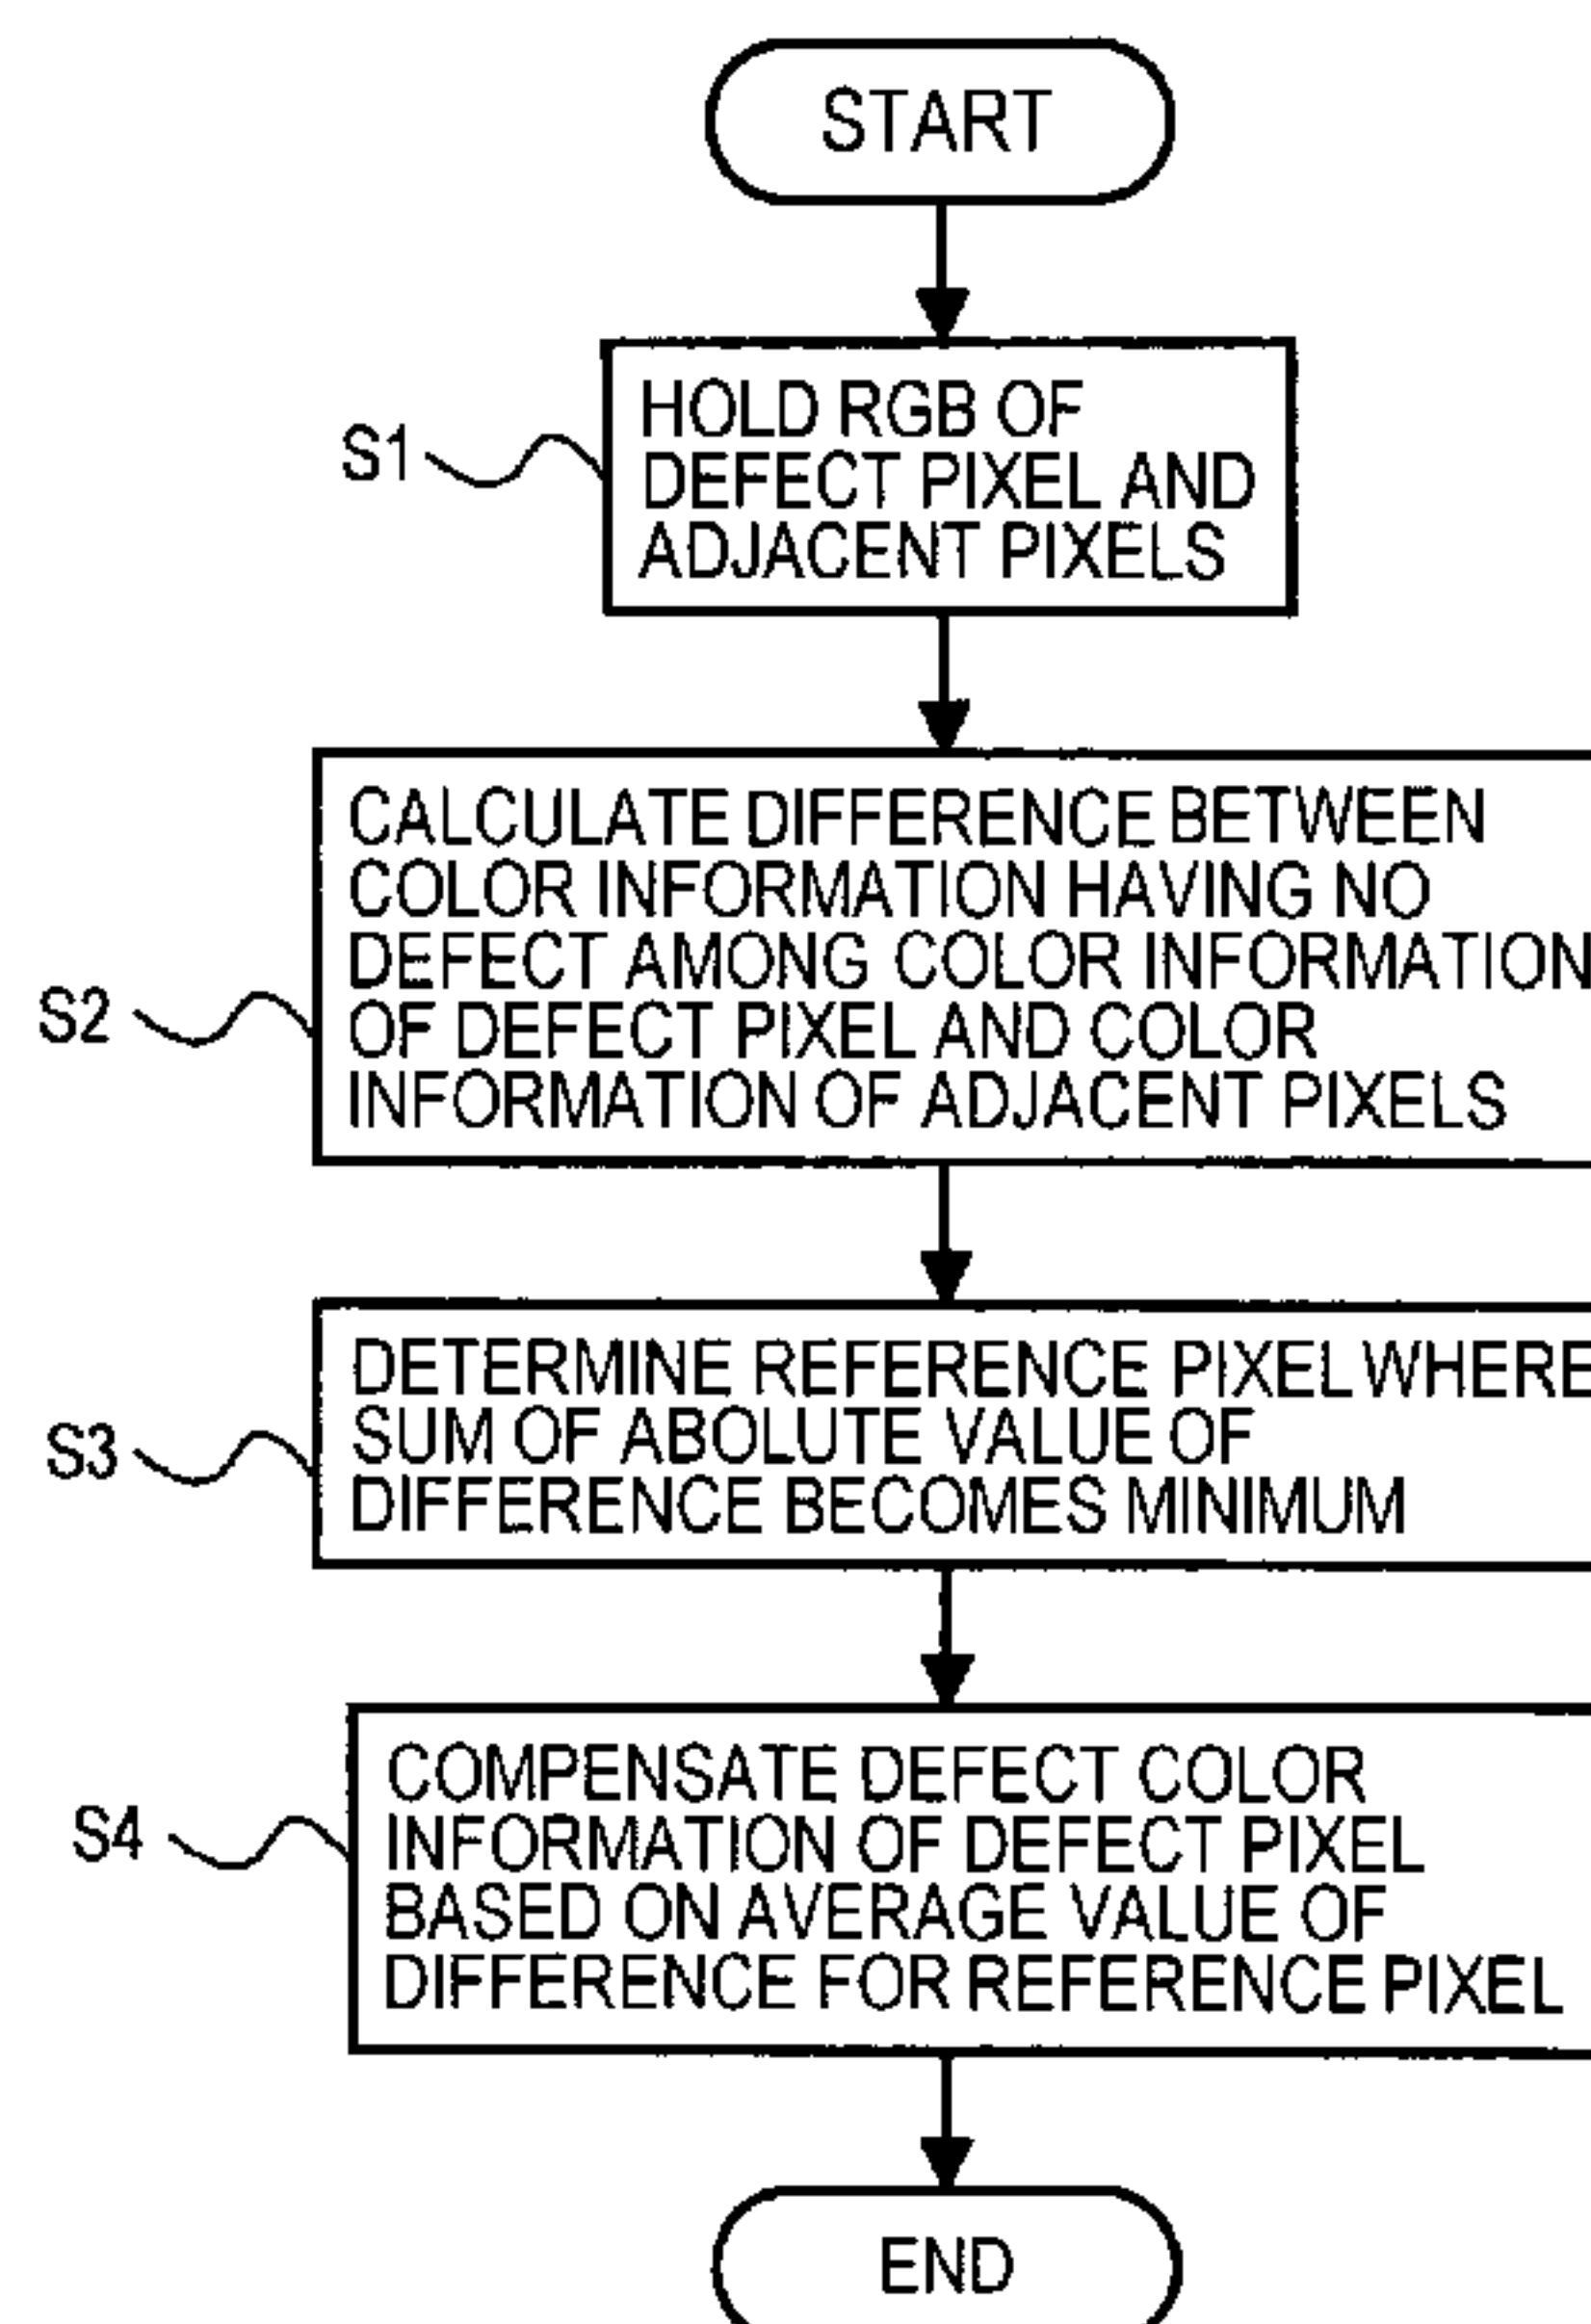 START
S1
HOLD RGB OF
DEFECT PIXEL AND
ADJACENT PIXELS
S2
CALCULATE DIFFERENCE BETWEEN
COLOR INFORMATION HAVING NO
DEFECT AMONG COLOR INFORMATION
OF DEFECT PIXEL AND COLOR
INFORMATION OF ADJACENT PIXELS
S3
DETERMINE REFERENCE PIXEL WHERE
SUM OF ABOLUTE VALUE OF
DIFFERENCE BECOMES MINIMUM
S4
COMPENSATE DEFECT COLOR
INFORMATION OF DEFECT PIXEL
BASED ON AVERAGE VALUE OF
DIFFERENCE FOR REFERENCE PIXEL
END